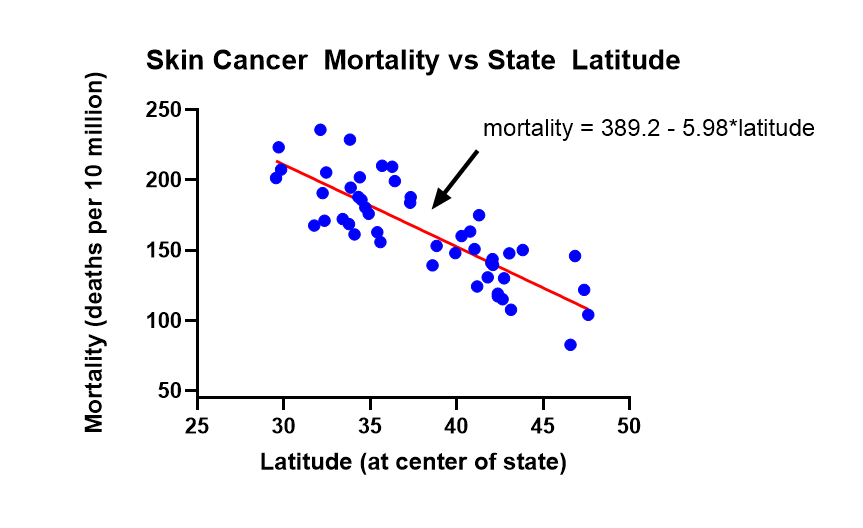 Skin Cancer  Mortality vs State  Latitude
mortality = 389.2 - 5.98*latitude
Mortality (deaths per 10 million)
250
200
150
100
50
25 30 35 40 45 50
Latitude (at center of state)